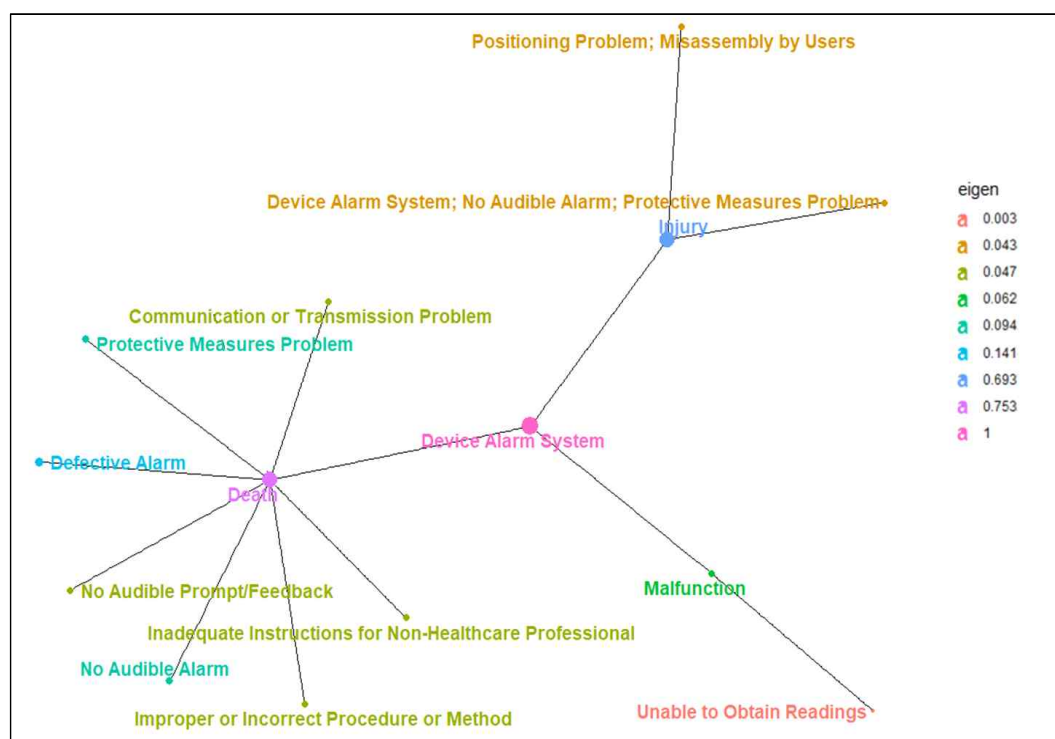 Positioning Problem; Misassembly by Users
Device Alarm System; No Audible Alarm; Protective Measures Problem
Injury
Communication or Transmission Problem
Protective Measures Problem
Device Alarm System
Defective Alarm
Death
No Audible Prompt/Feedback
Malfunction
Inadequate Instructions for Non-Healthcare Professional
No Audible Alarm
Improper or Incorrect Procedure or Method
Unable to Obtain Readings
eigen
a 0.003
a 0.043
a 0.047
a 0.062
a 0.094
a 0.141
a 0.693
a 0.753
a 1